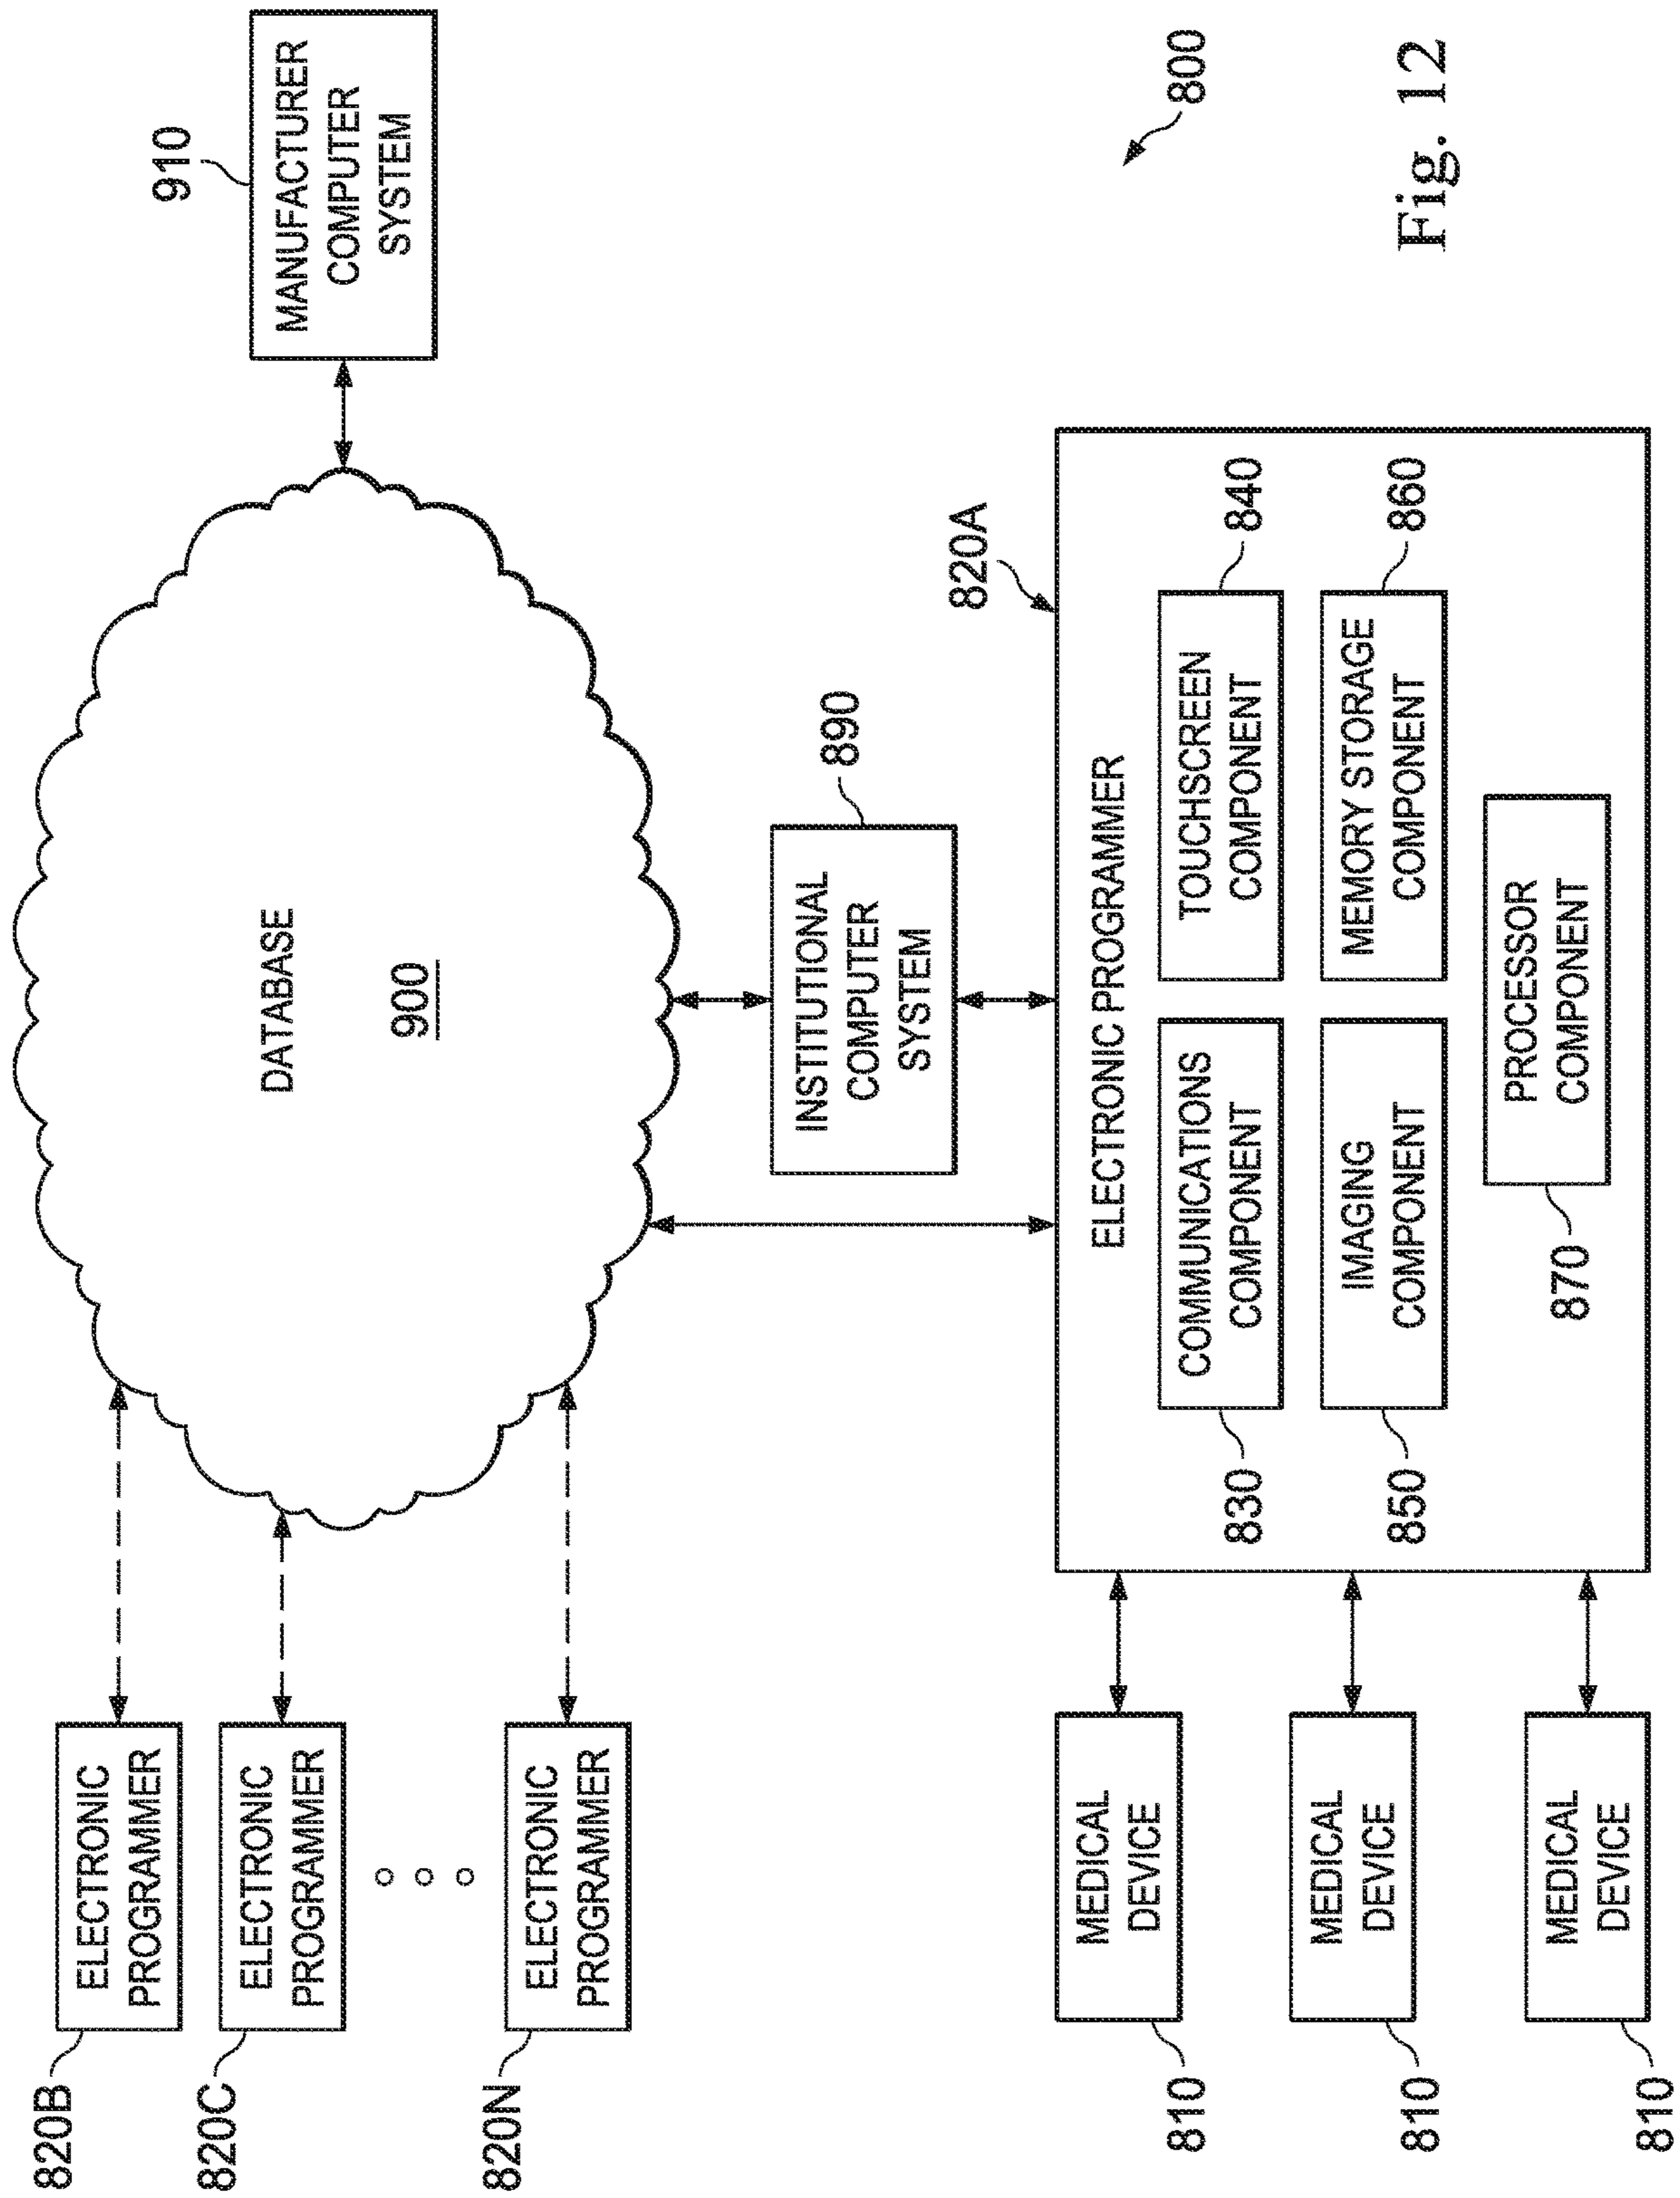 820B
ELECTRONIC
PROGRAMMER
820C
ELECTRONIC
PROGRAMMER
820N
ELECTRONIC
PROGRAMMER
DATABASE
900
910
MANUFACTURER
COMPUTER
SYSTEM
INSTITUTIONAL
COMPUTER
SYSTEM
890
820A
ELECTRONIC PROGRAMMER
830
COMMUNICATIONS
COMPONENT
TOUCHSCREEN
COMPONENT
840
850
IMAGING
COMPONENT
MEMORY STORAGE
COMPONENT
860
870
PROCESSOR
COMPONENT
810
MEDICAL
DEVICE
810
MEDICAL
DEVICE
810
MEDICAL
DEVICE
800
Fig. 12